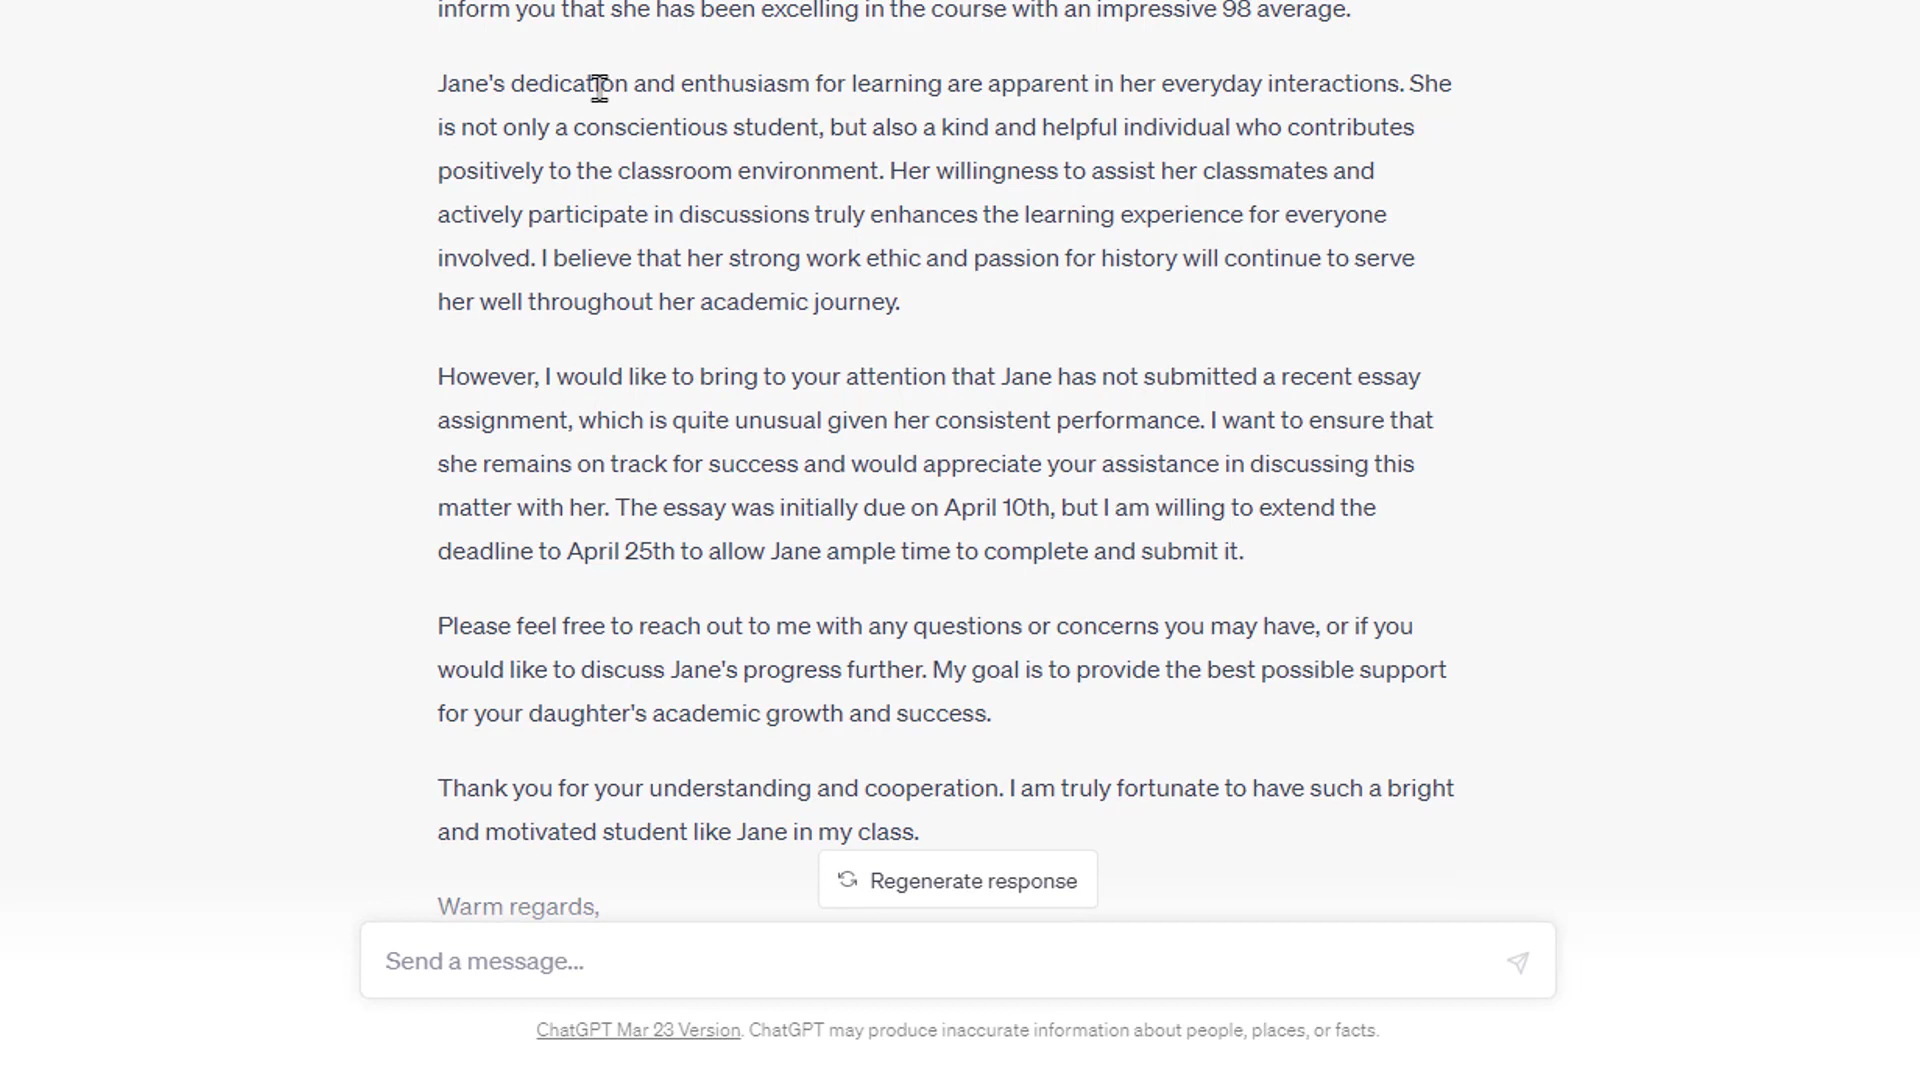 inform you that she has been excelling in the course with an impressive 98 average.
Jane's dedication and enthusiasm for learning are apparent in her everyday interactions. She
is not only a conscientious student, but also a kind and helpful individual who contributes
positively to the classroom environment. Her willingness to assist her classmates and
actively participate in discussions truly enhances the learning experience for everyone
involved. I believe that her strong work ethic and passion for history will continue to serve
her well throughout her academic journey.
However, I would like to bring to your attention that Jane has not submitted a recent essay
assignment, which is quite unusual given her consistent performance. I want to ensure that
she remains on track for success and would appreciate your assistance in discussing this
matter with her. The essay was initially due on April 10th, but I am willing to extend the
deadline to April 25th to allow Jane ample time to complete and submit it.
Please feel free to reach out to me with any questions or concerns you may have, or if you
would like to discuss Jane's progress further. My goal is to provide the best possible support
for your daughter's academic growth and success.
Thank you for your understanding and cooperation. I am truly fortunate to have such a bright
and motivated student like Jane in my class.
Regenerate response
Warm regards,
Send a message...
ChatGPT Mar 23 Version. ChatGPT may produce inaccurate information about people, places, or facts.